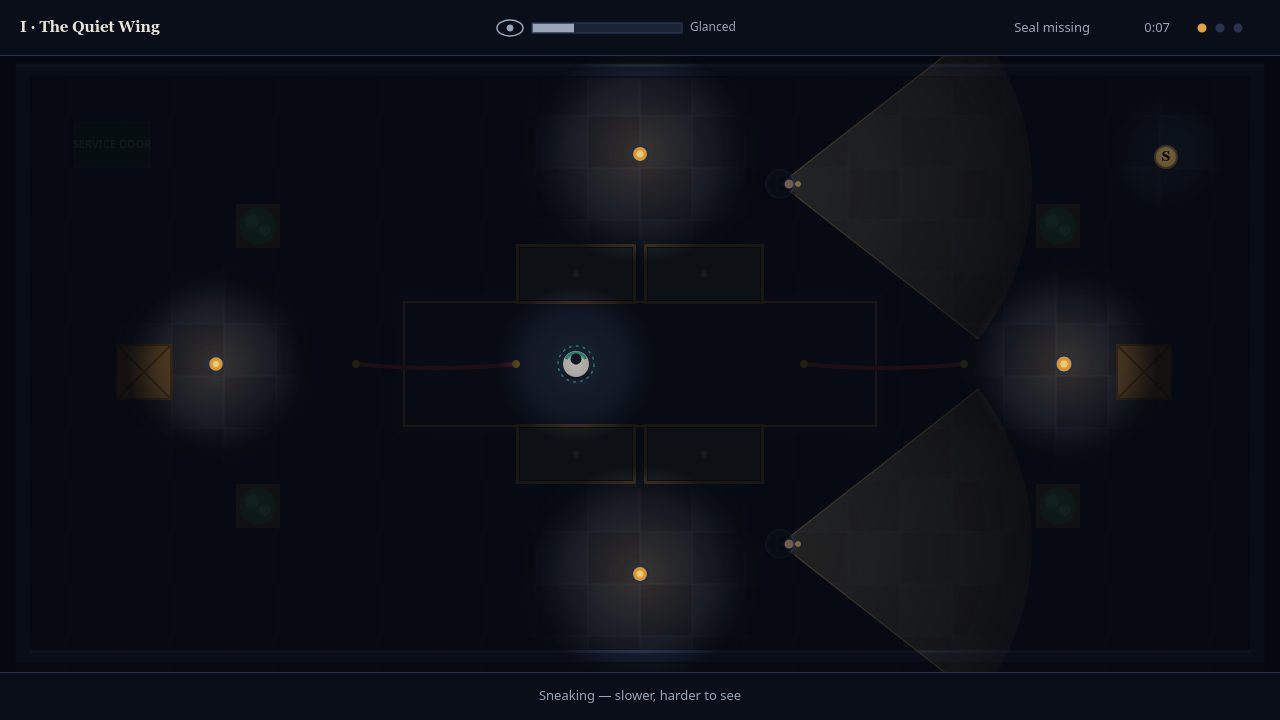 I · The Quiet Wing
Glanced
Seal missing
0:07
SERVICE DOOR
S
Sneaking — slower, harder to see